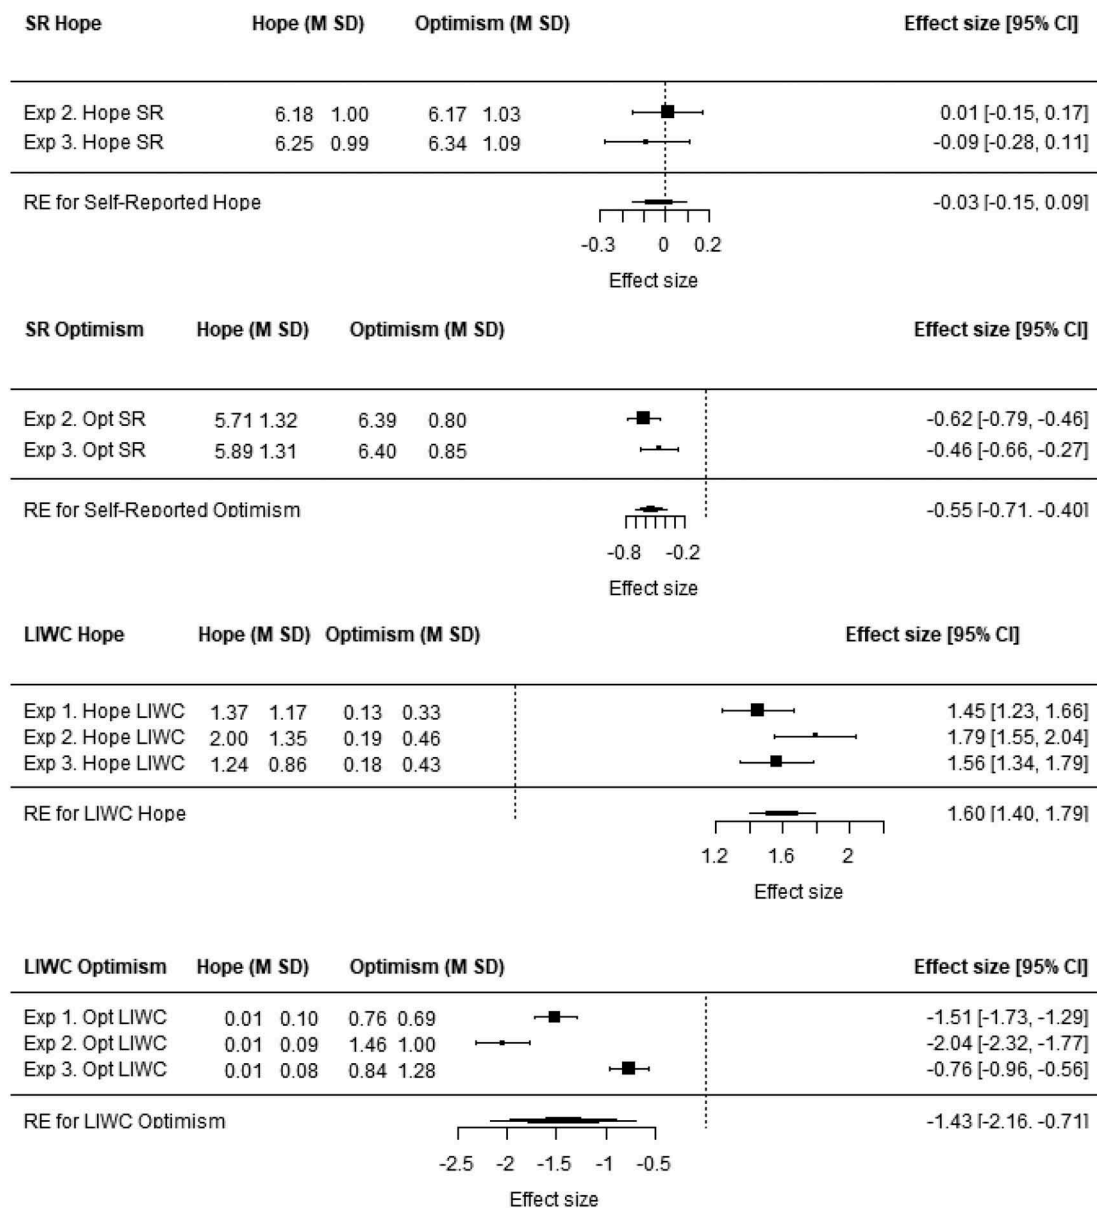 SR Hope Hope (M SD) Optimism (M SD) Effect size [95% CI]
Exp 2. Hope SR 6.18 1.00 6.17 1.03 0.01 [-0.15, 0.17]
Exp 3. Hope SR 6.25 0.99 6.34 1.09 -0.09 [-0.28, 0.11]
RE for Self-Reported Hope -0.03 [-0.15, 0.09]
-0.3 0 0.2
Effect size
SR Optimism Hope (M SD) Optimism (M SD) Effect size [95% CI]
Exp 2. Opt SR 5.71 1.32 6.39 0.80 -0.62 [-0.79, -0.46]
Exp 3. Opt SR 5.89 1.31 6.40 0.85 -0.46 [-0.66, -0.27]
RE for Self-Reported Optimism -0.55 [-0.71, -0.40]
-0.8 -0.2
Effect size
LIWC Hope Hope (M SD) Optimism (M SD) Effect size [95% CI]
Exp 1. Hope LIWC 1.37 1.17 0.13 0.33 1.45 [1.23, 1.66]
Exp 2. Hope LIWC 2.00 1.35 0.19 0.46 1.79 [1.55, 2.04]
Exp 3. Hope LIWC 1.24 0.86 0.18 0.43 1.56 [1.34, 1.79]
RE for LIWC Hope 1.60 [1.40, 1.79]
1.2 1.6 2
Effect size
LIWC Optimism Hope (M SD) Optimism (M SD) Effect size [95% CI]
Exp 1. Opt LIWC 0.01 0.10 0.76 0.69 -1.51 [-1.73, -1.29]
Exp 2. Opt LIWC 0.01 0.09 1.46 1.00 -2.04 [-2.32, -1.77]
Exp 3. Opt LIWC 0.01 0.08 0.84 1.28 -0.76 [-0.96, -0.56]
RE for LIWC Optimism -1.43 [-2.16, -0.71]
-2.5 -2 -1.5 -1 -0.5
Effect size